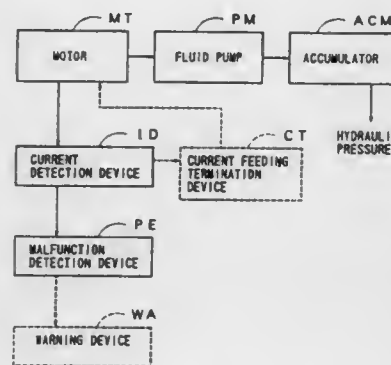 MT
PM
ACM
MOTOR
FLUID PUMP
ACCUMULATOR
ID
CT
HYDRAULI
PRESSURE
CURRENT
DETECTION DEVICE
CURRENT FEEDING
TERMINATION
DEVICE
PE
MALFUNCTION
DETECTION DEVICE
WA
WARNING DEVICE